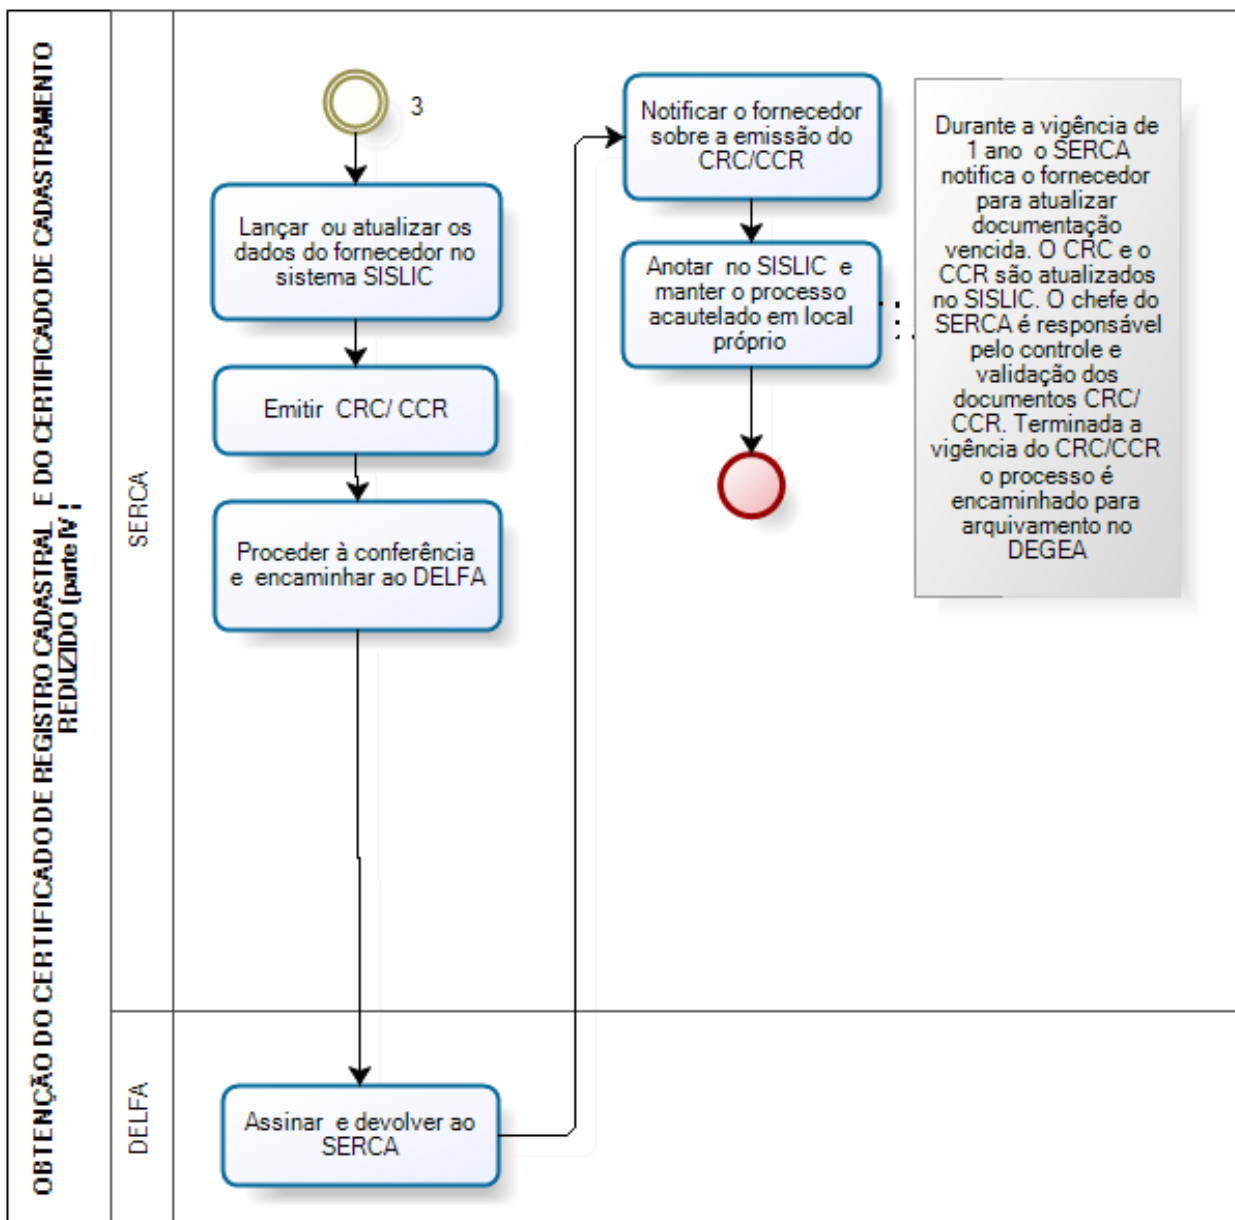 OBTENÇÃO DO CERTIFICADO DE REGISTRO CADASTRAL E DO CERTIFICADO DE CADASTRAMENTO
REDUZIDO (parte IV)
SERCA
3
Lançar ou atualizar os
dados do fornecedor no
sistema SISLIC
Emitir CRC/ CCR
Proceder à conferência
e encaminhar ao DELFA
Notificar o fornecedor
sobre a emissão do
CRC/CCR
Anotar no SISLIC e
manter o processo
acautelado em local
próprio
Durante a vigência de
1 ano o SERCA
notifica o fornecedor
para atualizar
documentação
vencida. O CRC e o
CCR são atualizados
no SISLIC. O chefe do
SERCA é responsável
pelo controle e
validação dos
documentos CRC/
CCR. Terminada a
vigência do CRC/CCR
o processo é
encaminhado para
arquivamento no
DEGEA
DELFA
Assinar e devolver ao
SERCA